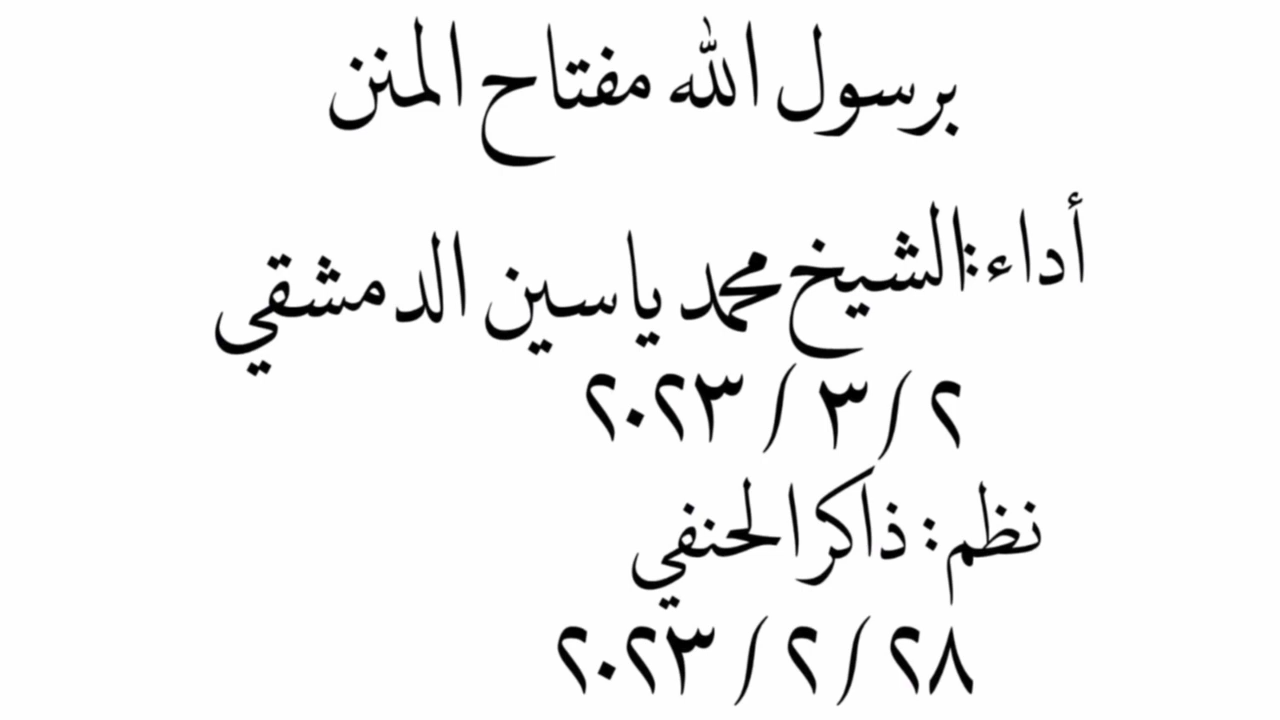 برسول الله مفتاح المنن
أداء:الشيخ محمد ياسين الدمشقي
٢ / ٣ / ٢٠٢٣
نظم: ذاكر الحنفي
٢٨ / ٢ / ٢٠٢٣